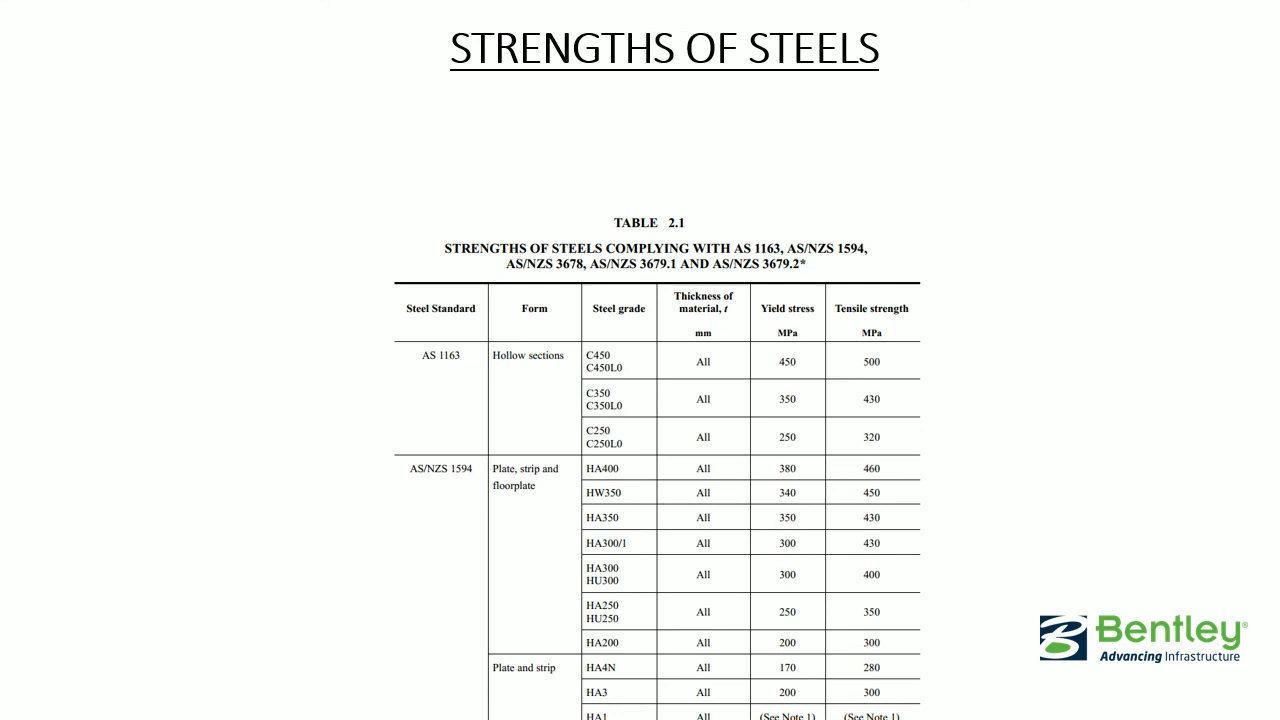 STRENGTHS OF STEELS
TABLE 2.1
STRENGTHS OF STEELS COMPLYING WITH AS 1163, AS/NZS 1594,
AS/NZS 3678, AS/NZS 3679.1 AND AS/NZS 3679.2*
Steel Standard Form Steel grade Thickness of material, t mm Yield stress MPa Tensile strength MPa
AS 1163 Hollow sections C450 C450L0 All 450 500
C350 C350L0 All 350 430
C250 C250L0 All 250 320
AS/NZS 1594 Plate, strip and floorplate HA400 All 380 460
HW350 All 340 450
HA350 All 350 430
HA300/1 All 300 430
HA300 HU300 All 300 400
HA250 HU250 All 250 350
HA200 All 200 300
Plate and strip HA4N All 170 280
HA3 All 200 300
HA1 All (See Note 1) (See Note 1)
Bentley®
Advancing Infrastructure